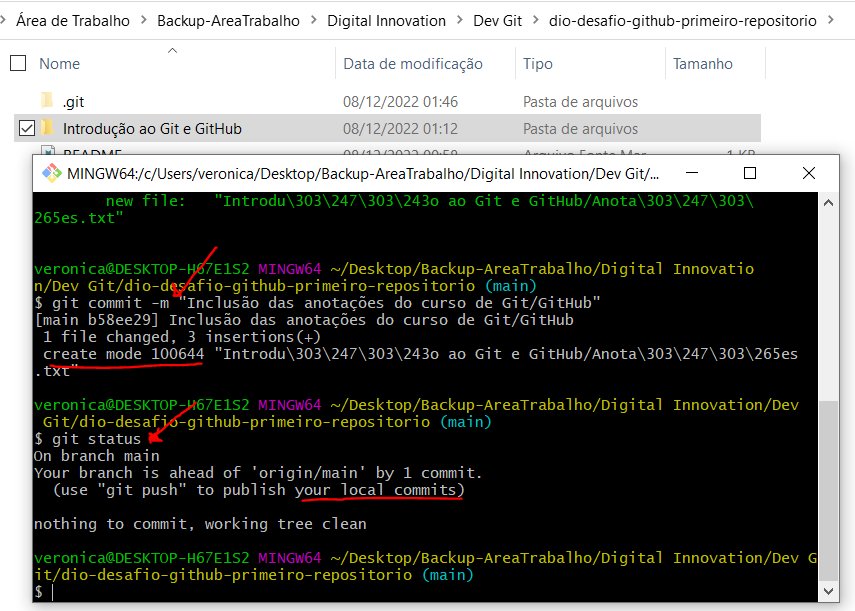 Área de Trabalho > Backup-AreaTrabalho > Digital Innovation > Dev Git > dio-desafio-github-primeiro-repositorio >
Nome Data de modificação Tipo Tamanho
.git 08/12/2022 01:46 Pasta de arquivos
Introdução ao Git e GitHub 08/12/2022 01:12 Pasta de arquivos
README 1 KB
MINGW64:/c/Users/veronica/Desktop/Backup-AreaTrabalho/Digital Innovation/Dev Git/...
new file: "Introdu\303\247\303\243o ao Git e GitHub/Anota\303\247\303\
265es.txt"
veronica@DESKTOP-H67E1S2 MINGW64 ~/Desktop/Backup-AreaTrabalho/Digital Innovatio
n/Dev Git/dio-desafio-github-primeiro-repositorio (main)
$ git commit -m "Inclusão das anotações do curso de Git/GitHub"
[main b58ee29] Inclusão das anotações do curso de Git/GitHub
1 file changed, 3 insertions(+)
create mode 100644 "Introdu\303\247\303\243o ao Git e GitHub/Anota\303\247\303\265es
.txt"
veronica@DESKTOP-H67E1S2 MINGW64 ~/Desktop/Backup-AreaTrabalho/Digital Innovation/Dev
Git/dio-desafio-github-primeiro-repositorio (main)
$ git status
On branch main
Your branch is ahead of 'origin/main' by 1 commit.
(use "git push" to publish your local commits)
nothing to commit, working tree clean
veronica@DESKTOP-H67E1S2 MINGW64 ~/Desktop/Backup-AreaTrabalho/Digital Innovation/Dev G
it/dio-desafio-github-primeiro-repositorio (main)
$